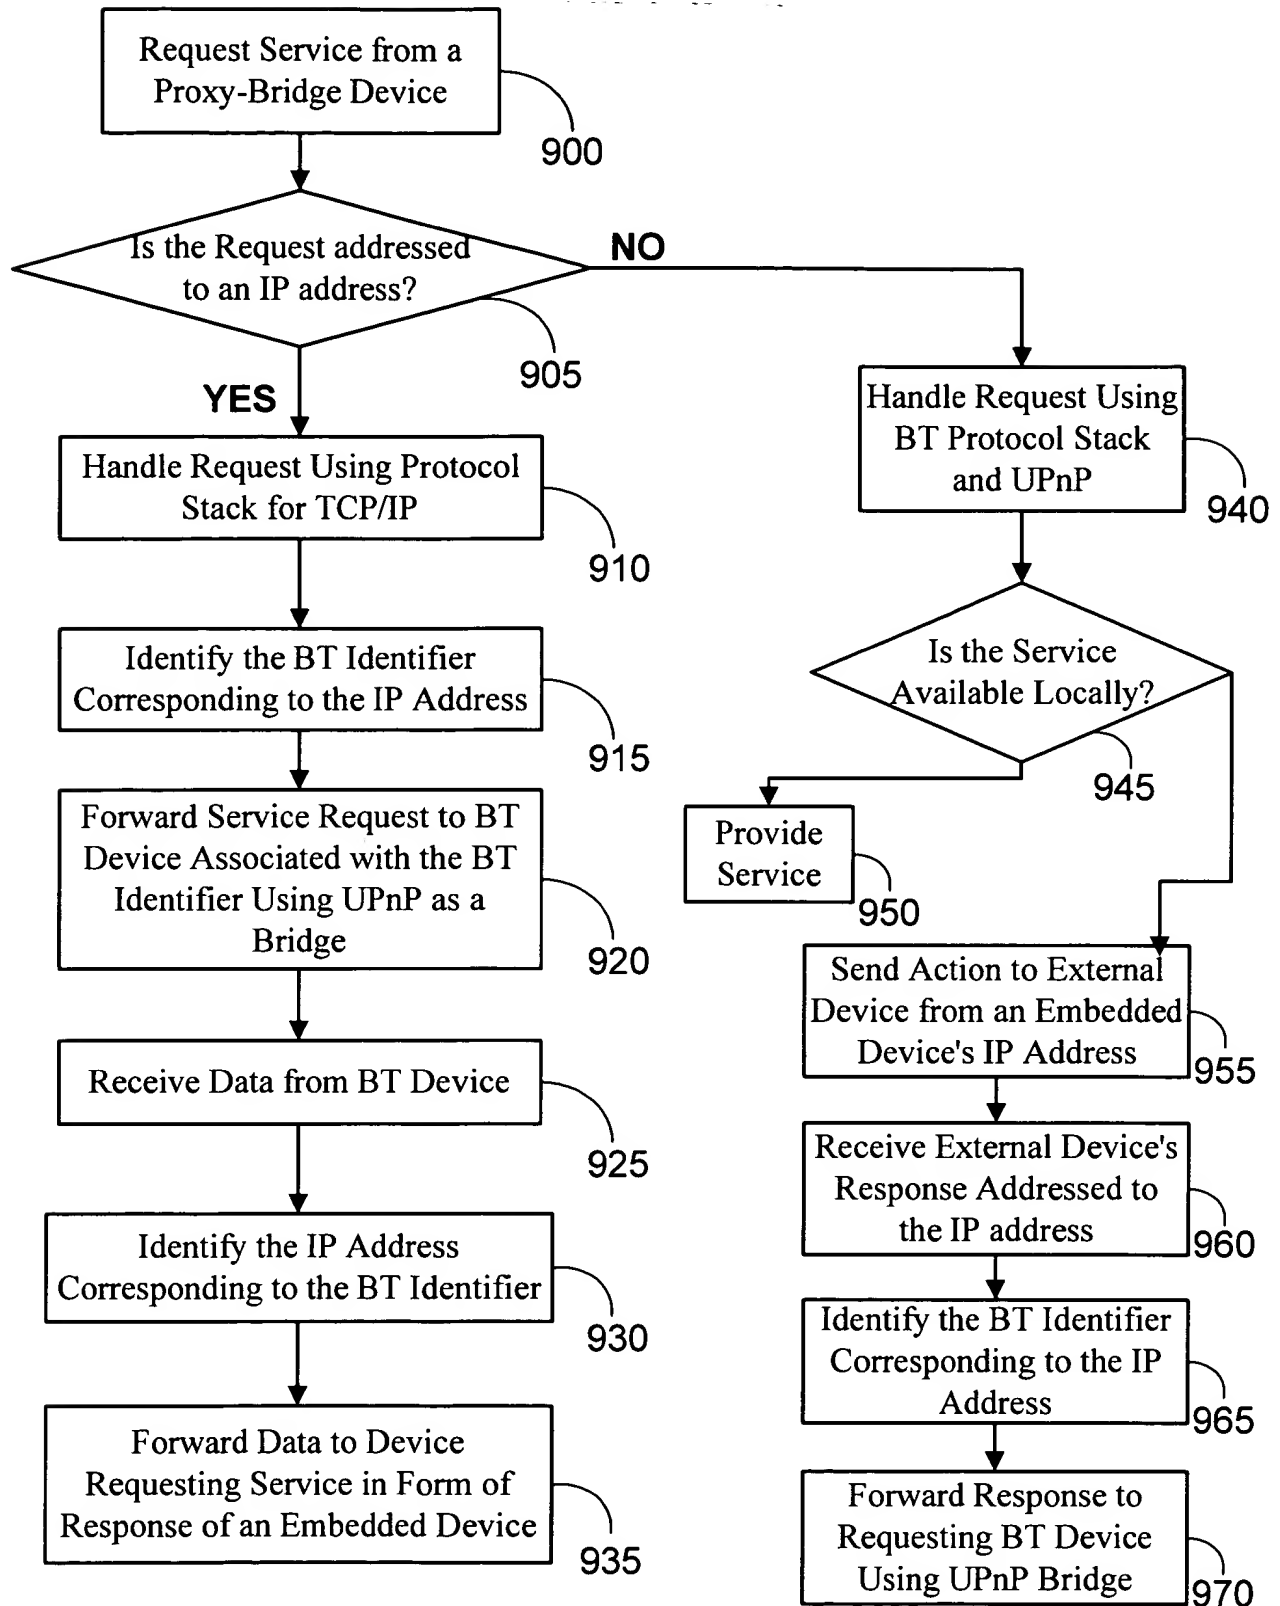 Request Service from a
Proxy-Bridge Device
900
Is the Request addressed
to an IP address?
905
NO
YES
Handle Request Using Protocol
Stack for TCP/IP
910
Identify the BT Identifier
Corresponding to the IP Address
915
Forward Service Request to BT
Device Associated with the BT
Identifier Using UPnP as a
Bridge
920
Receive Data from BT Device
925
Identify the IP Address
Corresponding to the BT Identifier
930
Forward Data to Device
Requesting Service in Form of
Response of an Embedded Device
935
Handle Request Using
BT Protocol Stack
and UPnP
940
Is the Service
Available Locally?
945
Provide
Service
950
Send Action to External
Device from an Embedded
Device's IP Address
955
Receive External Device's
Response Addressed to
the IP address
960
Identify the BT Identifier
Corresponding to the IP
Address
965
Forward Response to
Requesting BT Device
Using UPnP Bridge
970